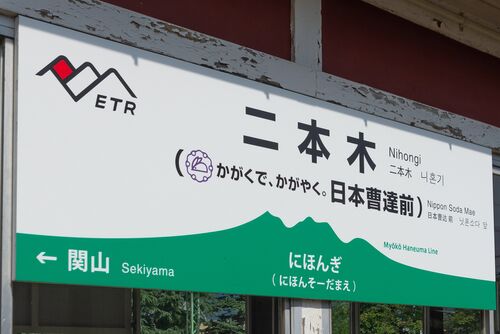 ETR
二本木
Nihongi
二本木 니혼기
(かがくで、かがやく。日本曹達前)
Nippon Soda Mae
日本曹达 前 닛폰소다 앞
Myōkō Haneuma Line
← 関山 Sekiyama
にほんぎ
(にほんそーだまえ)